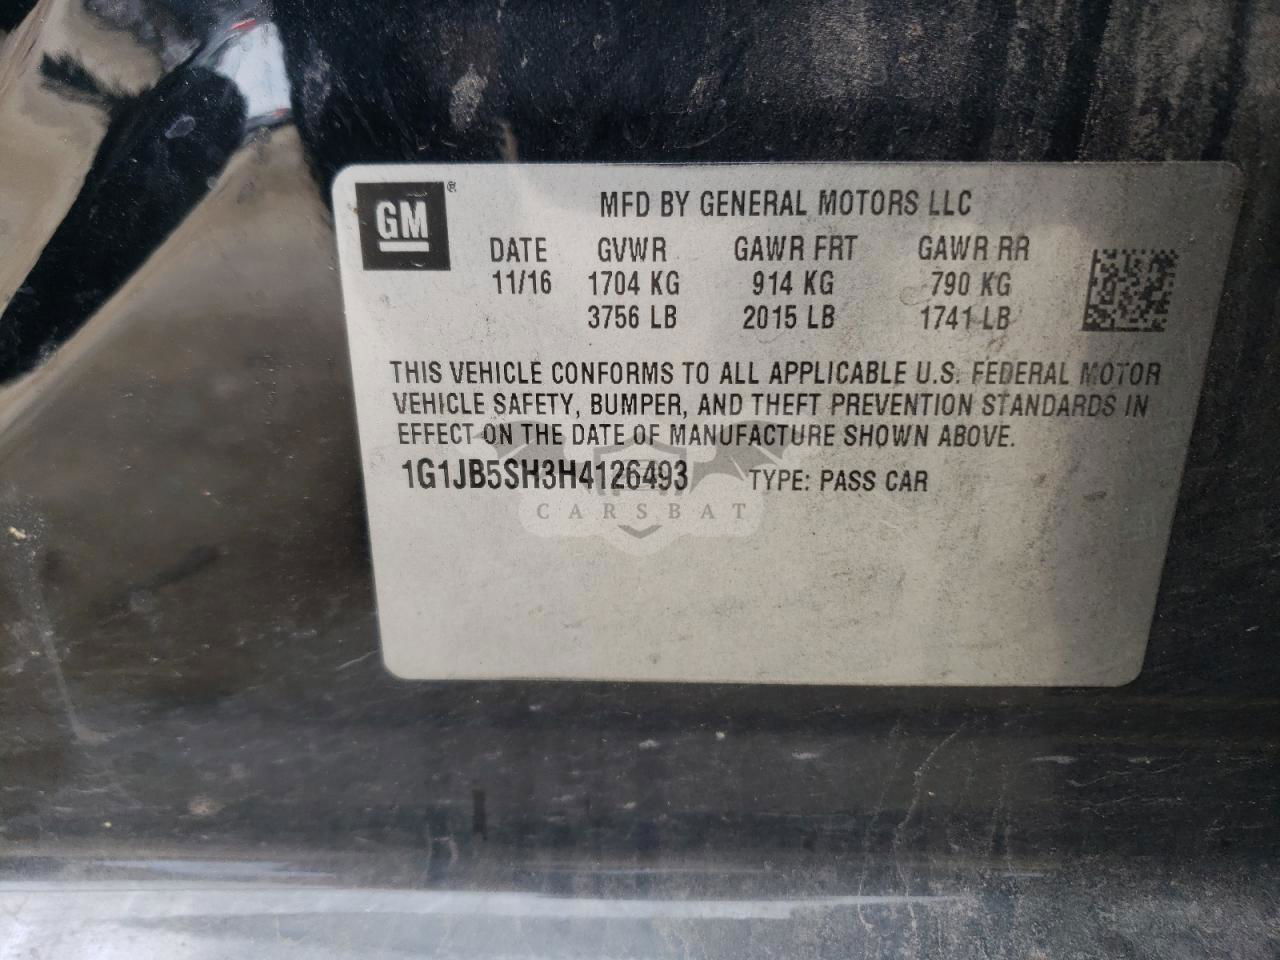 GM®
MFD BY GENERAL MOTORS LLC
DATE GVWR GAWR FRT GAWR RR
11/16 1704 KG 914 KG 790 KG
3756 LB 2015 LB 1741 LB
THIS VEHICLE CONFORMS TO ALL APPLICABLE U.S. FEDERAL MOTOR
VEHICLE SAFETY, BUMPER, AND THEFT PREVENTION STANDARDS IN
EFFECT ON THE DATE OF MANUFACTURE SHOWN ABOVE.
1G1JB5SH3H4126493 TYPE: PASS CAR
CARSBAT